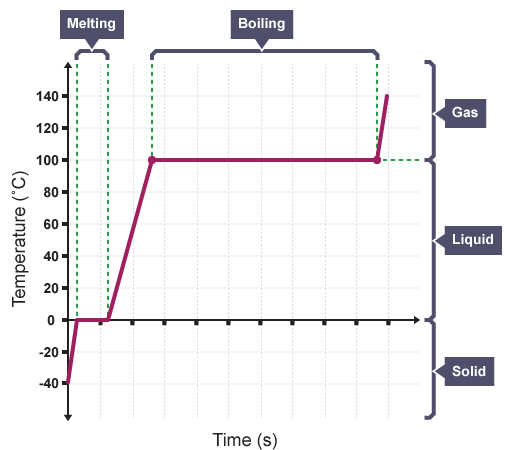 Melting
Boiling
140
120
100
80
60
40
20
0
-20
-40
Temperature (˚C)
Gas
Liquid
Solid
Time (s)